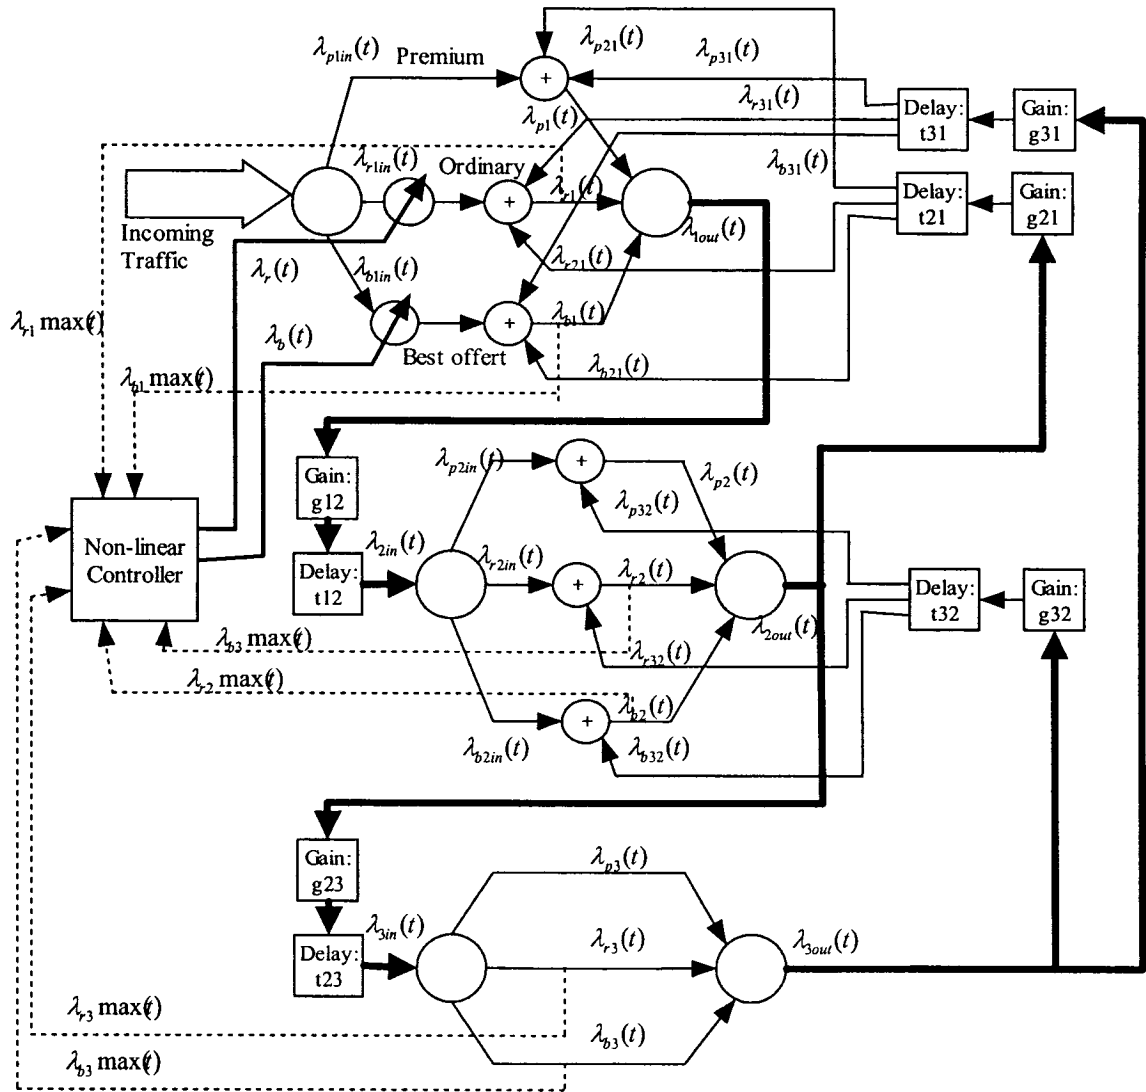 λp1in(t)
Premium
λp21(t)
λp31(t)
λr31(t)
λp1(t)
+
Delay:
t31
Gain:
g31
λr1in(t)
Ordinary
λr1(t)
λb31(t)
+
Delay:
t21
Gain:
g21
Incoming
Traffic
λ1out(t)
λr(t)
λb1in(t)
λr21(t)
λr1 max(t)
λb(t)
+
λb1(t)
Best offert
λb21(t)
λb1 max(t)
Gain:
g12
λp2in(t)
+
λp2(t)
λp32(t)
Non-linear
Controller
λ2in(t)
λr2in(t)
λr2(t)
+
Delay:
t12
Delay:
t32
Gain:
g32
λb3 max(t)
λr32(t)
λ2out(t)
λr2 max(t)
λb2(t)
+
λb2in(t)
λb32(t)
Gain:
g23
λp3(t)
λ3in(t)
λr3(t)
λ3out(t)
Delay:
t23
λr3 max(t)
λb3(t)
λb3 max(t)